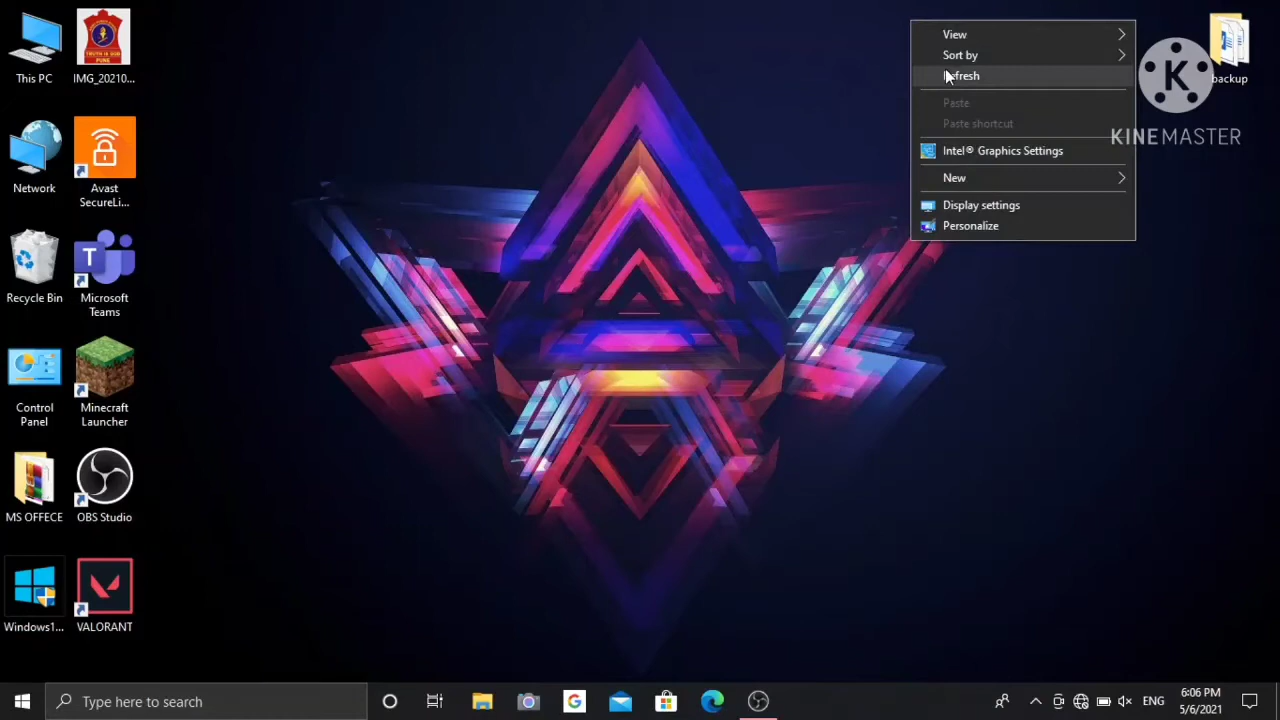 This PC
IMG_20210...
Network
Avast
SecureLi...
Recycle Bin
T
Microsoft
Teams
Control
Panel
Minecraft
Launcher
MS OFFECE
OBS Studio
Windows1...
VALORANT
View
Sort by
Refresh
Paste
Paste shortcut
Intel® Graphics Settings
New
Display settings
Personalize
backup
K
KINEMASTER
Type here to search
G
ENG
6:06 PM
5/6/2021